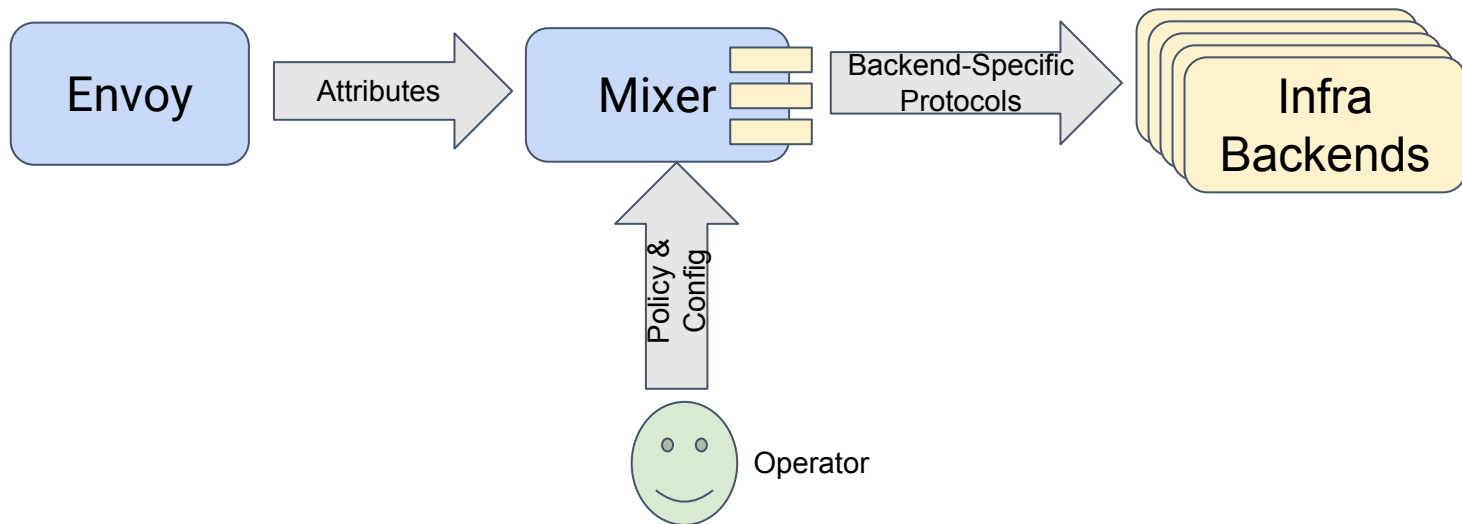 Envoy
Attributes
Mixer
Backend-Specific
Protocols
Infra
Backends
Policy &
Config
Operator